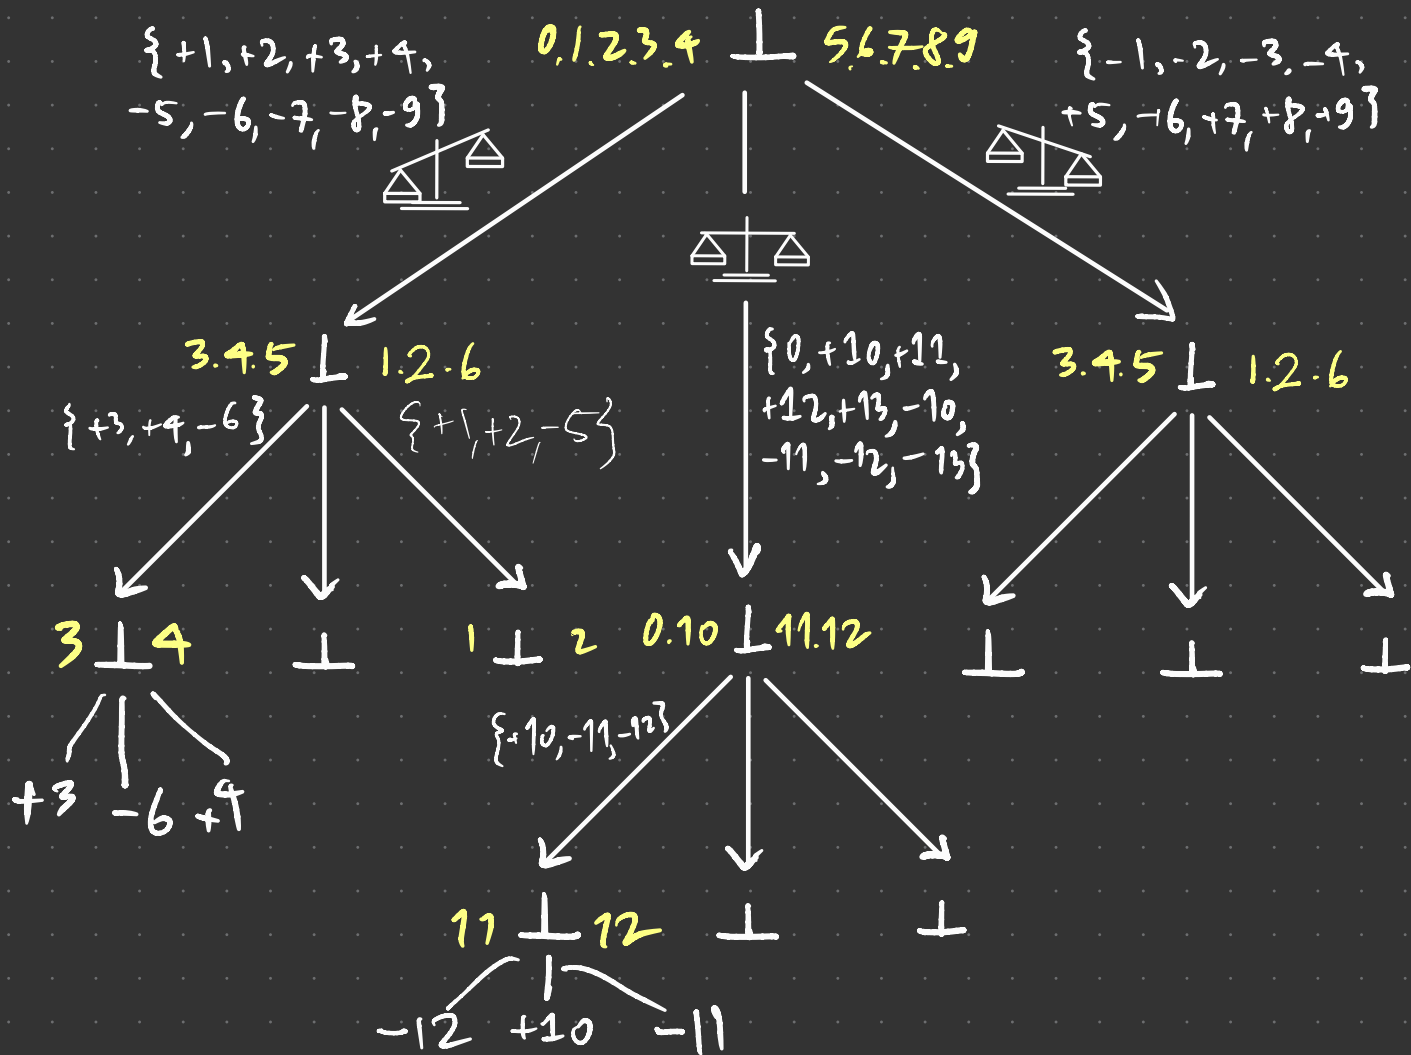 {+1,+2,+3,+4,
-5,-6,-7,-8,-9}
0.1.2.3.4 ⊥ 5.6.7.8.9
{-1,-2,-3,-4,
+5,+6,+7,+8,+9}
3.4.5 ⊥ 1.2.6
{+3,+4,-6}
{+1,+2,-5}
{0,+10,+11,
+12,+13,-10,
-11,-12,-13}
3.4.5 ⊥ 1.2.6
3 ⊥ 4
⊥
1 ⊥ 2
0.10 ⊥ 11.12
⊥
⊥
⊥
+3 -6 +4
{+10,-11,-12}
11 ⊥ 12
⊥
⊥
-12 +10 -11